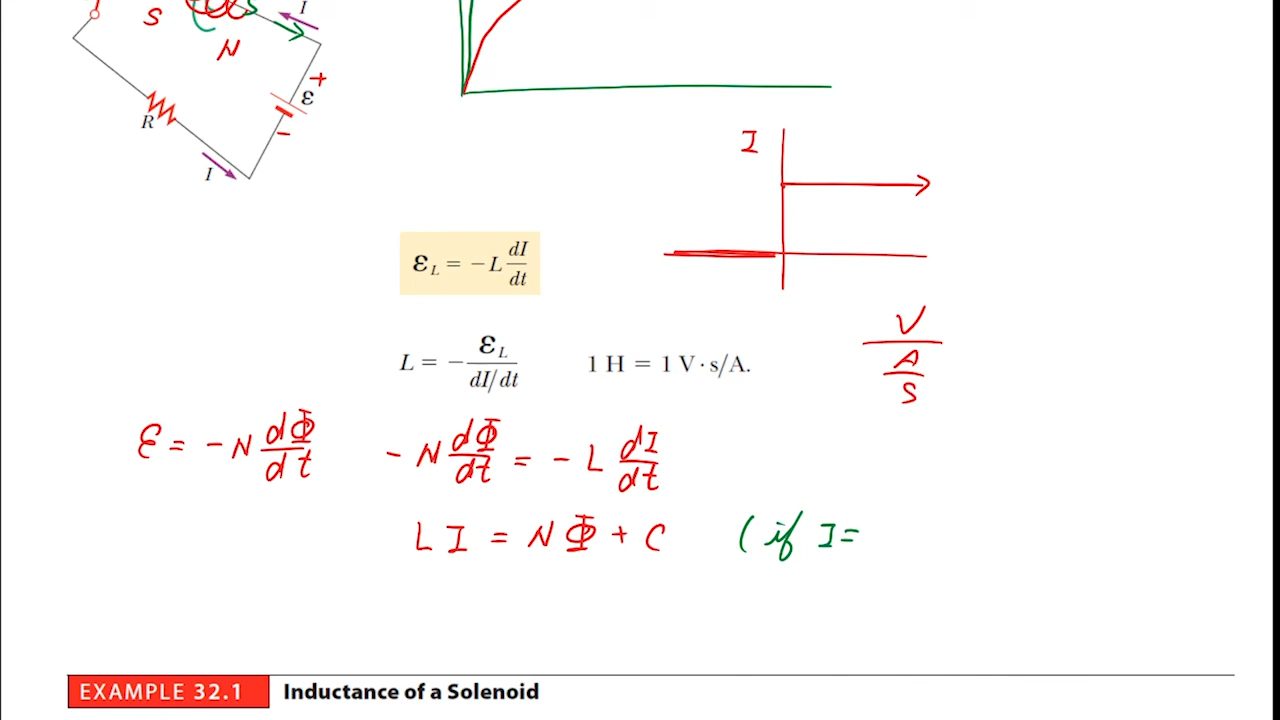 S
I
N
+
ε
R
-
I
I
ε_L = -L dI/dt
V/(A/S)
L = - ε_L/(dI/dt) 1 H = 1 V·s/A.
ε = -N dΦ/dt -N dΦ/dt = -L dI/dt
LI = NΦ + C (if I=
EXAMPLE 32.1 Inductance of a Solenoid